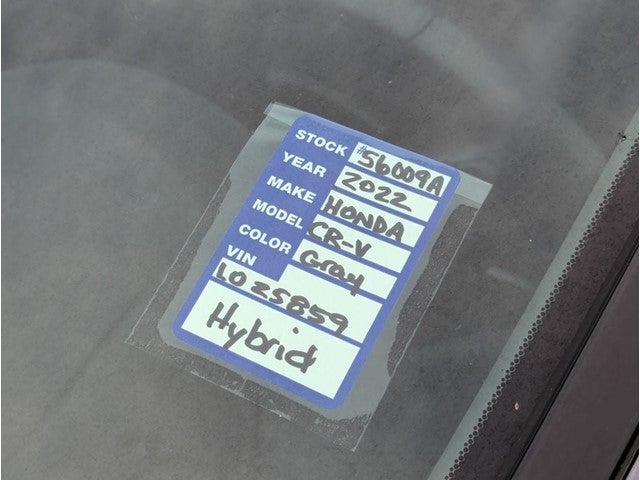 STOCK #56009A
YEAR 2022
MAKE HONDA
MODEL CR-V
COLOR Gray
VIN
L025859
Hybrid